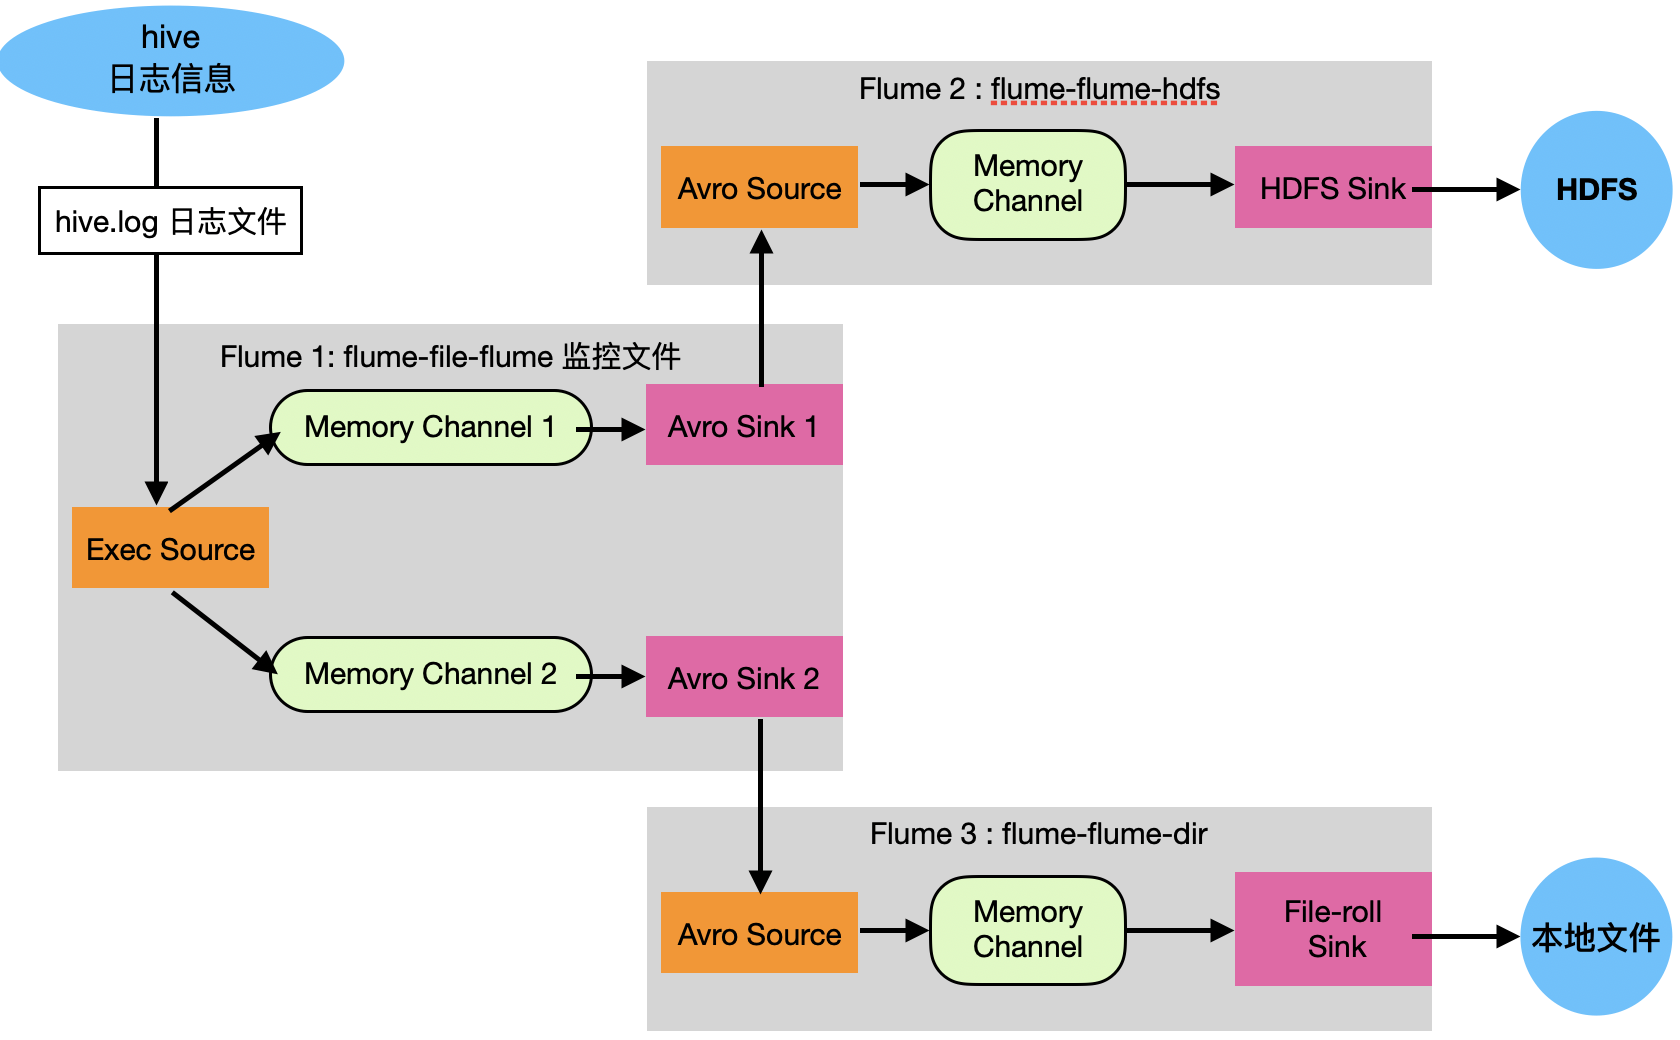 hive
日志信息
hive.log 日志文件
Flume 2 : flume-flume-hdfs
Avro Source
Memory
Channel
HDFS Sink
HDFS
Flume 1: flume-file-flume 监控文件
Memory Channel 1
Avro Sink 1
Exec Source
Memory Channel 2
Avro Sink 2
Flume 3 : flume-flume-dir
Avro Source
Memory
Channel
File-roll
Sink
本地文件